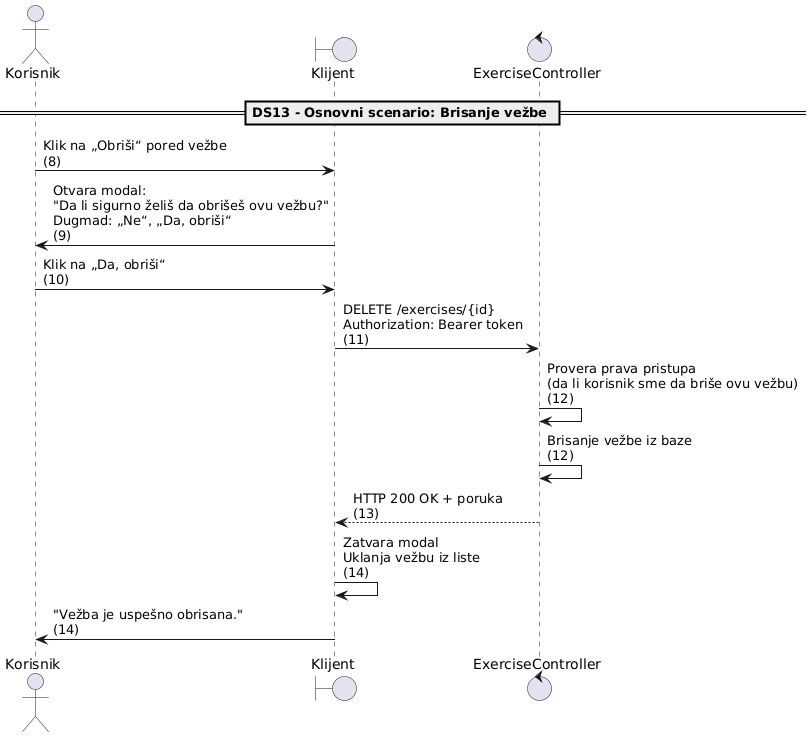 Korisnik
Klijent
ExerciseController
DS13 - Osnovni scenario: Brisanje vežbe
Klik na „Obriši“ pored vežbe
(8)
Otvara modal:
"Da li sigurno želiš da obrišeš ovu vežbu?"
Dugmad: „Ne“, „Da, obriši“
(9)
Klik na „Da, obriši“
(10)
DELETE /exercises/{id}
Authorization: Bearer token
(11)
Provera prava pristupa
(da li korisnik sme da briše ovu vežbu)
(12)
Brisanje vežbe iz baze
(12)
HTTP 200 OK + poruka
(13)
Zatvara modal
Uklanja vežbu iz liste
(14)
"Vežba je uspešno obrisana."
(14)
Korisnik
Klijent
ExerciseController